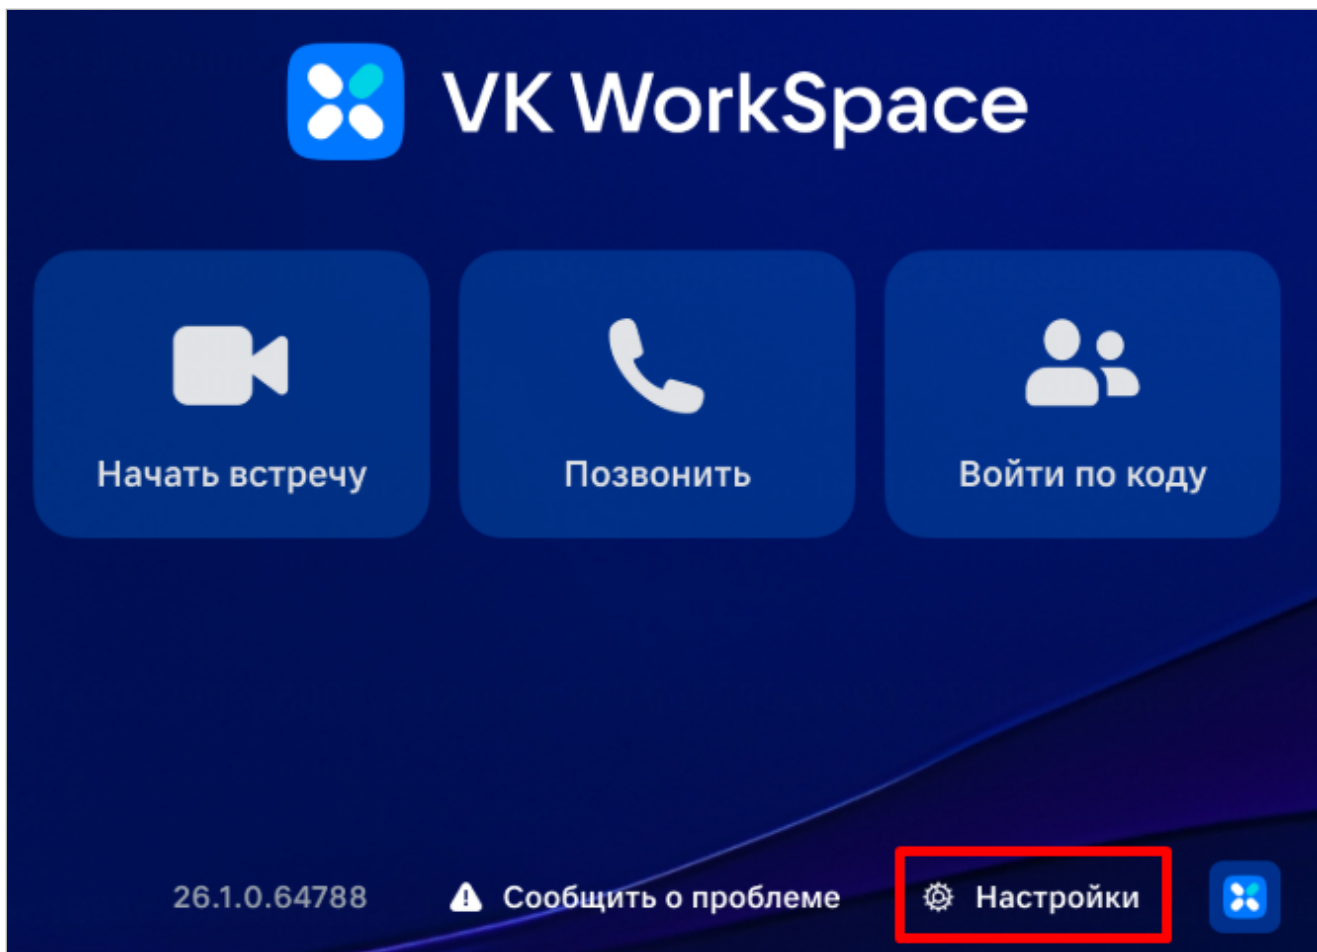 VK WorkSpace
Начать встречу
Позвонить
Войти по коду
26.1.0.64788
Сообщить о проблеме
Настройки